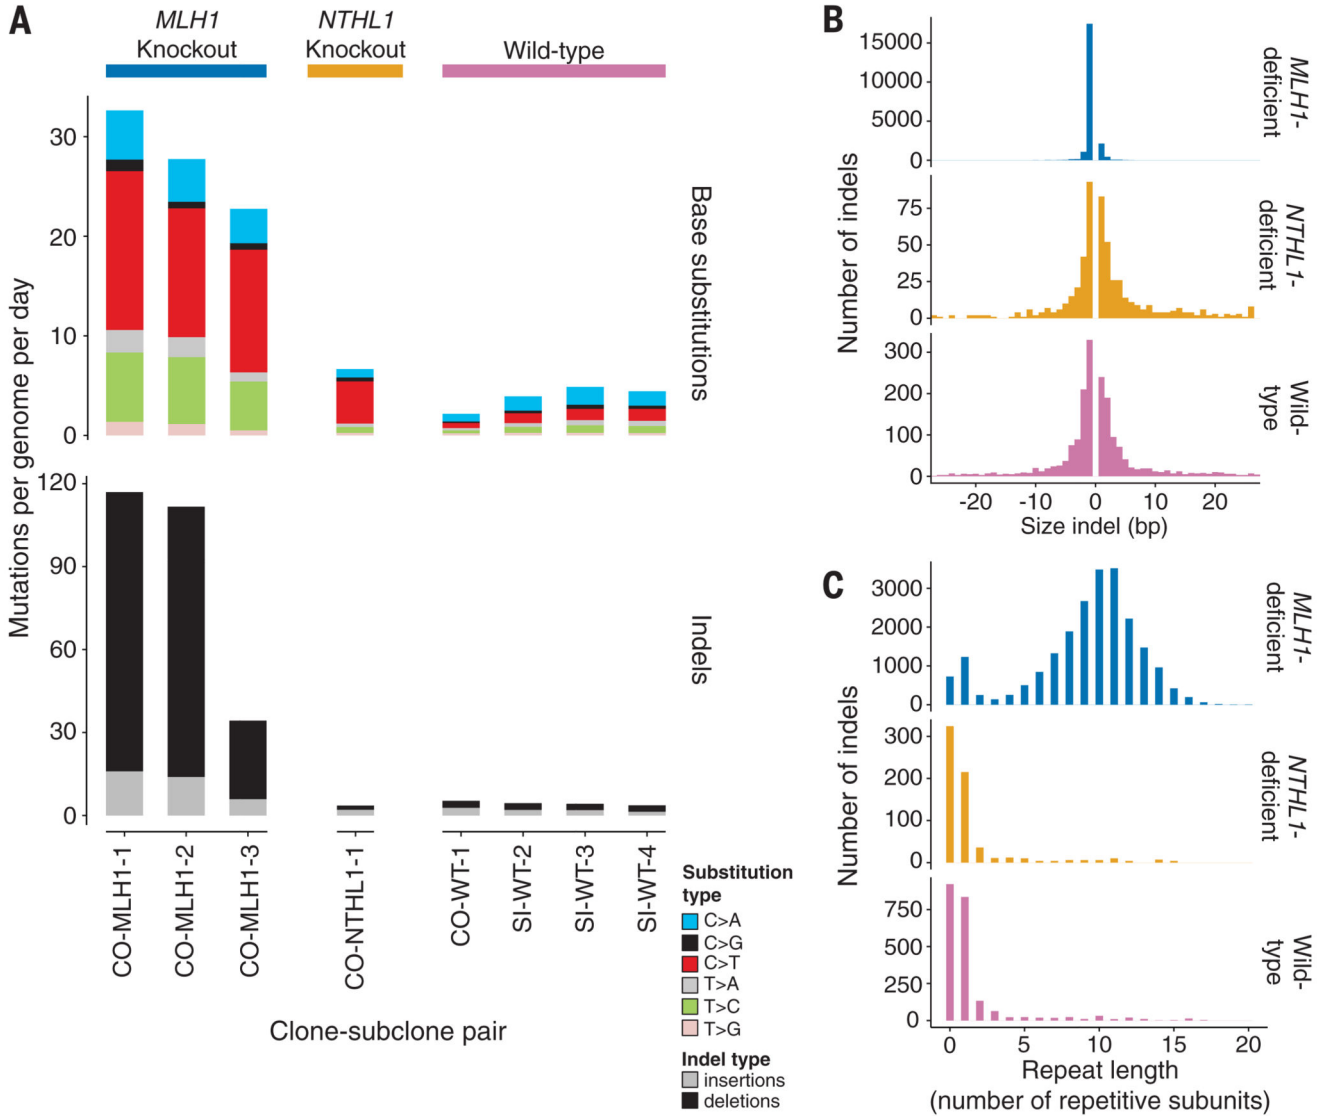 A
MLH1
Knockout
NTHL1
Knockout
Wild-type
Mutations per genome per day
30
20
10
0
Base substitutions
120
90
60
30
0
Indels
CO-MLH1-1
CO-MLH1-2
CO-MLH1-3
CO-NTHL1-1
CO-WT-1
SI-WT-2
SI-WT-3
SI-WT-4
Clone-subclone pair
Substitution
type
C>A
C>G
C>T
T>A
T>C
T>G
Indel type
insertions
deletions
B
Number of indels
15000
10000
5000
0
MLH1-
deficient
75
50
25
0
NTHL1-
deficient
300
200
100
0
Wild-
type
-20 -10 0 10 20
Size indel (bp)
C
Number of indels
3000
2000
1000
0
MLH1-
deficient
300
200
100
0
NTHL1-
deficient
750
500
250
0
Wild-
type
0 5 10 15 20
Repeat length
(number of repetitive subunits)